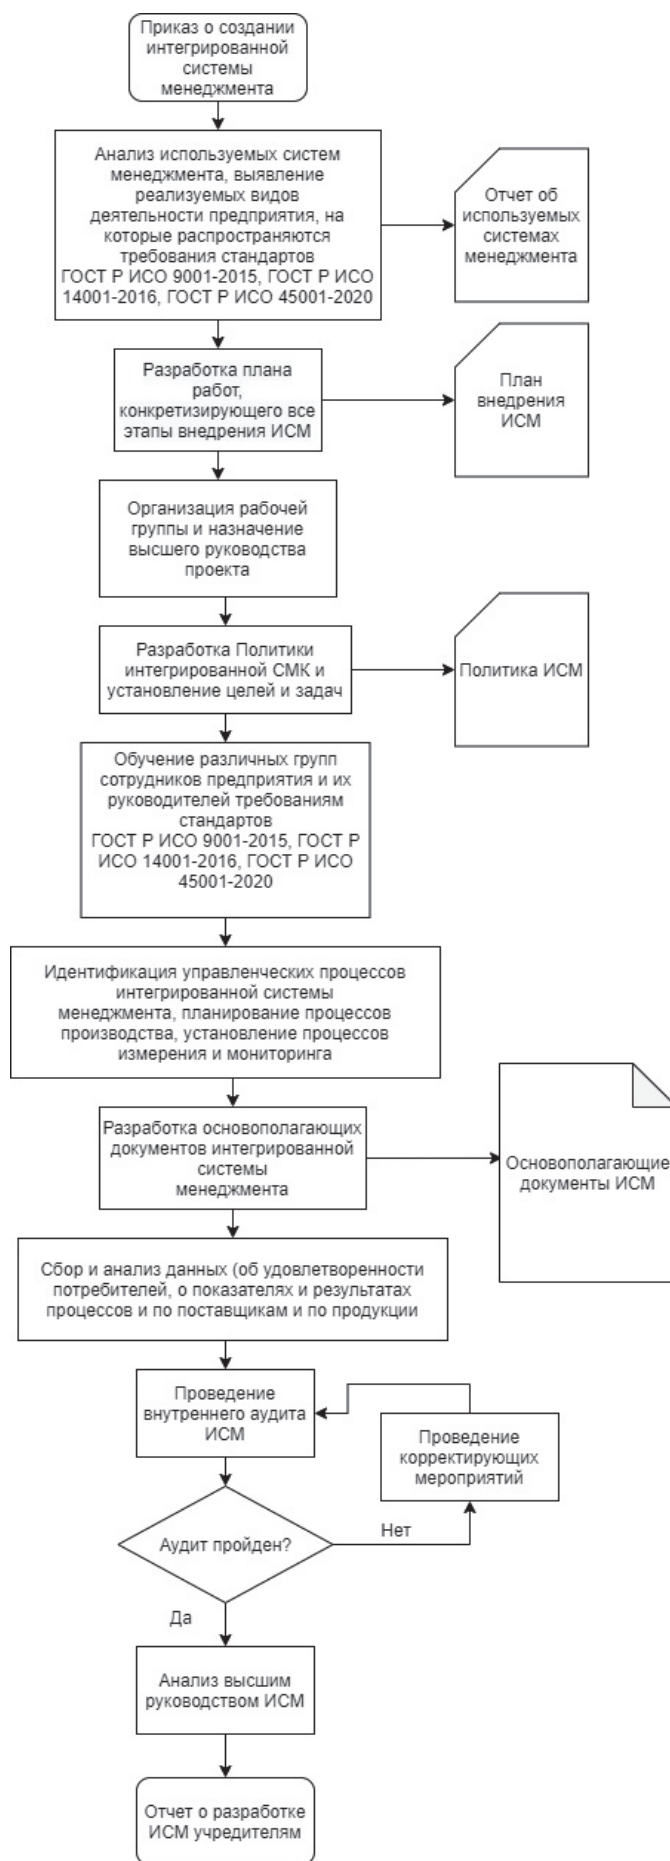 Приказ о создании
интегрированной
системы
менеджмента
Анализ используемых систем
менеджмента, выявление
реализуемых видов
деятельности предприятия, на
которые распространяются
требования стандартов
ГОСТ Р ИСО 9001-2015, ГОСТ Р ИСО
14001-2016, ГОСТ Р ИСО 45001-2020
Отчет об
используемых
системах
менеджмента
Разработка плана
работ,
конкретизирующего все
этапы внедрения ИСМ
План
внедрения
ИСМ
Организация рабочей
группы и назначение
высшего руководства
проекта
Разработка Политики
интегрированной СМК и
установление целей и задач
Политика ИСМ
Обучение различных групп
сотрудников предприятия и их
руководителей требованиям
стандартов
ГОСТ Р ИСО 9001-2015, ГОСТ Р
ИСО 14001-2016, ГОСТ Р ИСО
45001-2020
Идентификация управленческих процессов
интегрированной системы
менеджмента, планирование процессов
производства, установление процессов
измерения и мониторинга
Разработка основополагающих
документов интегрированной
системы
менеджмента
Основополагающие
документы ИСМ
Сбор и анализ данных (об удовлетворенности
потребителей, о показателях и результатах
процессов и по поставщикам и по продукции
Проведение
внутреннего аудита
ИСМ
Проведение
корректирующих
мероприятий
Аудит пройден?
Нет
Да
Анализ высшим
руководством ИСМ
Отчет о разработке
ИСМ учредителям